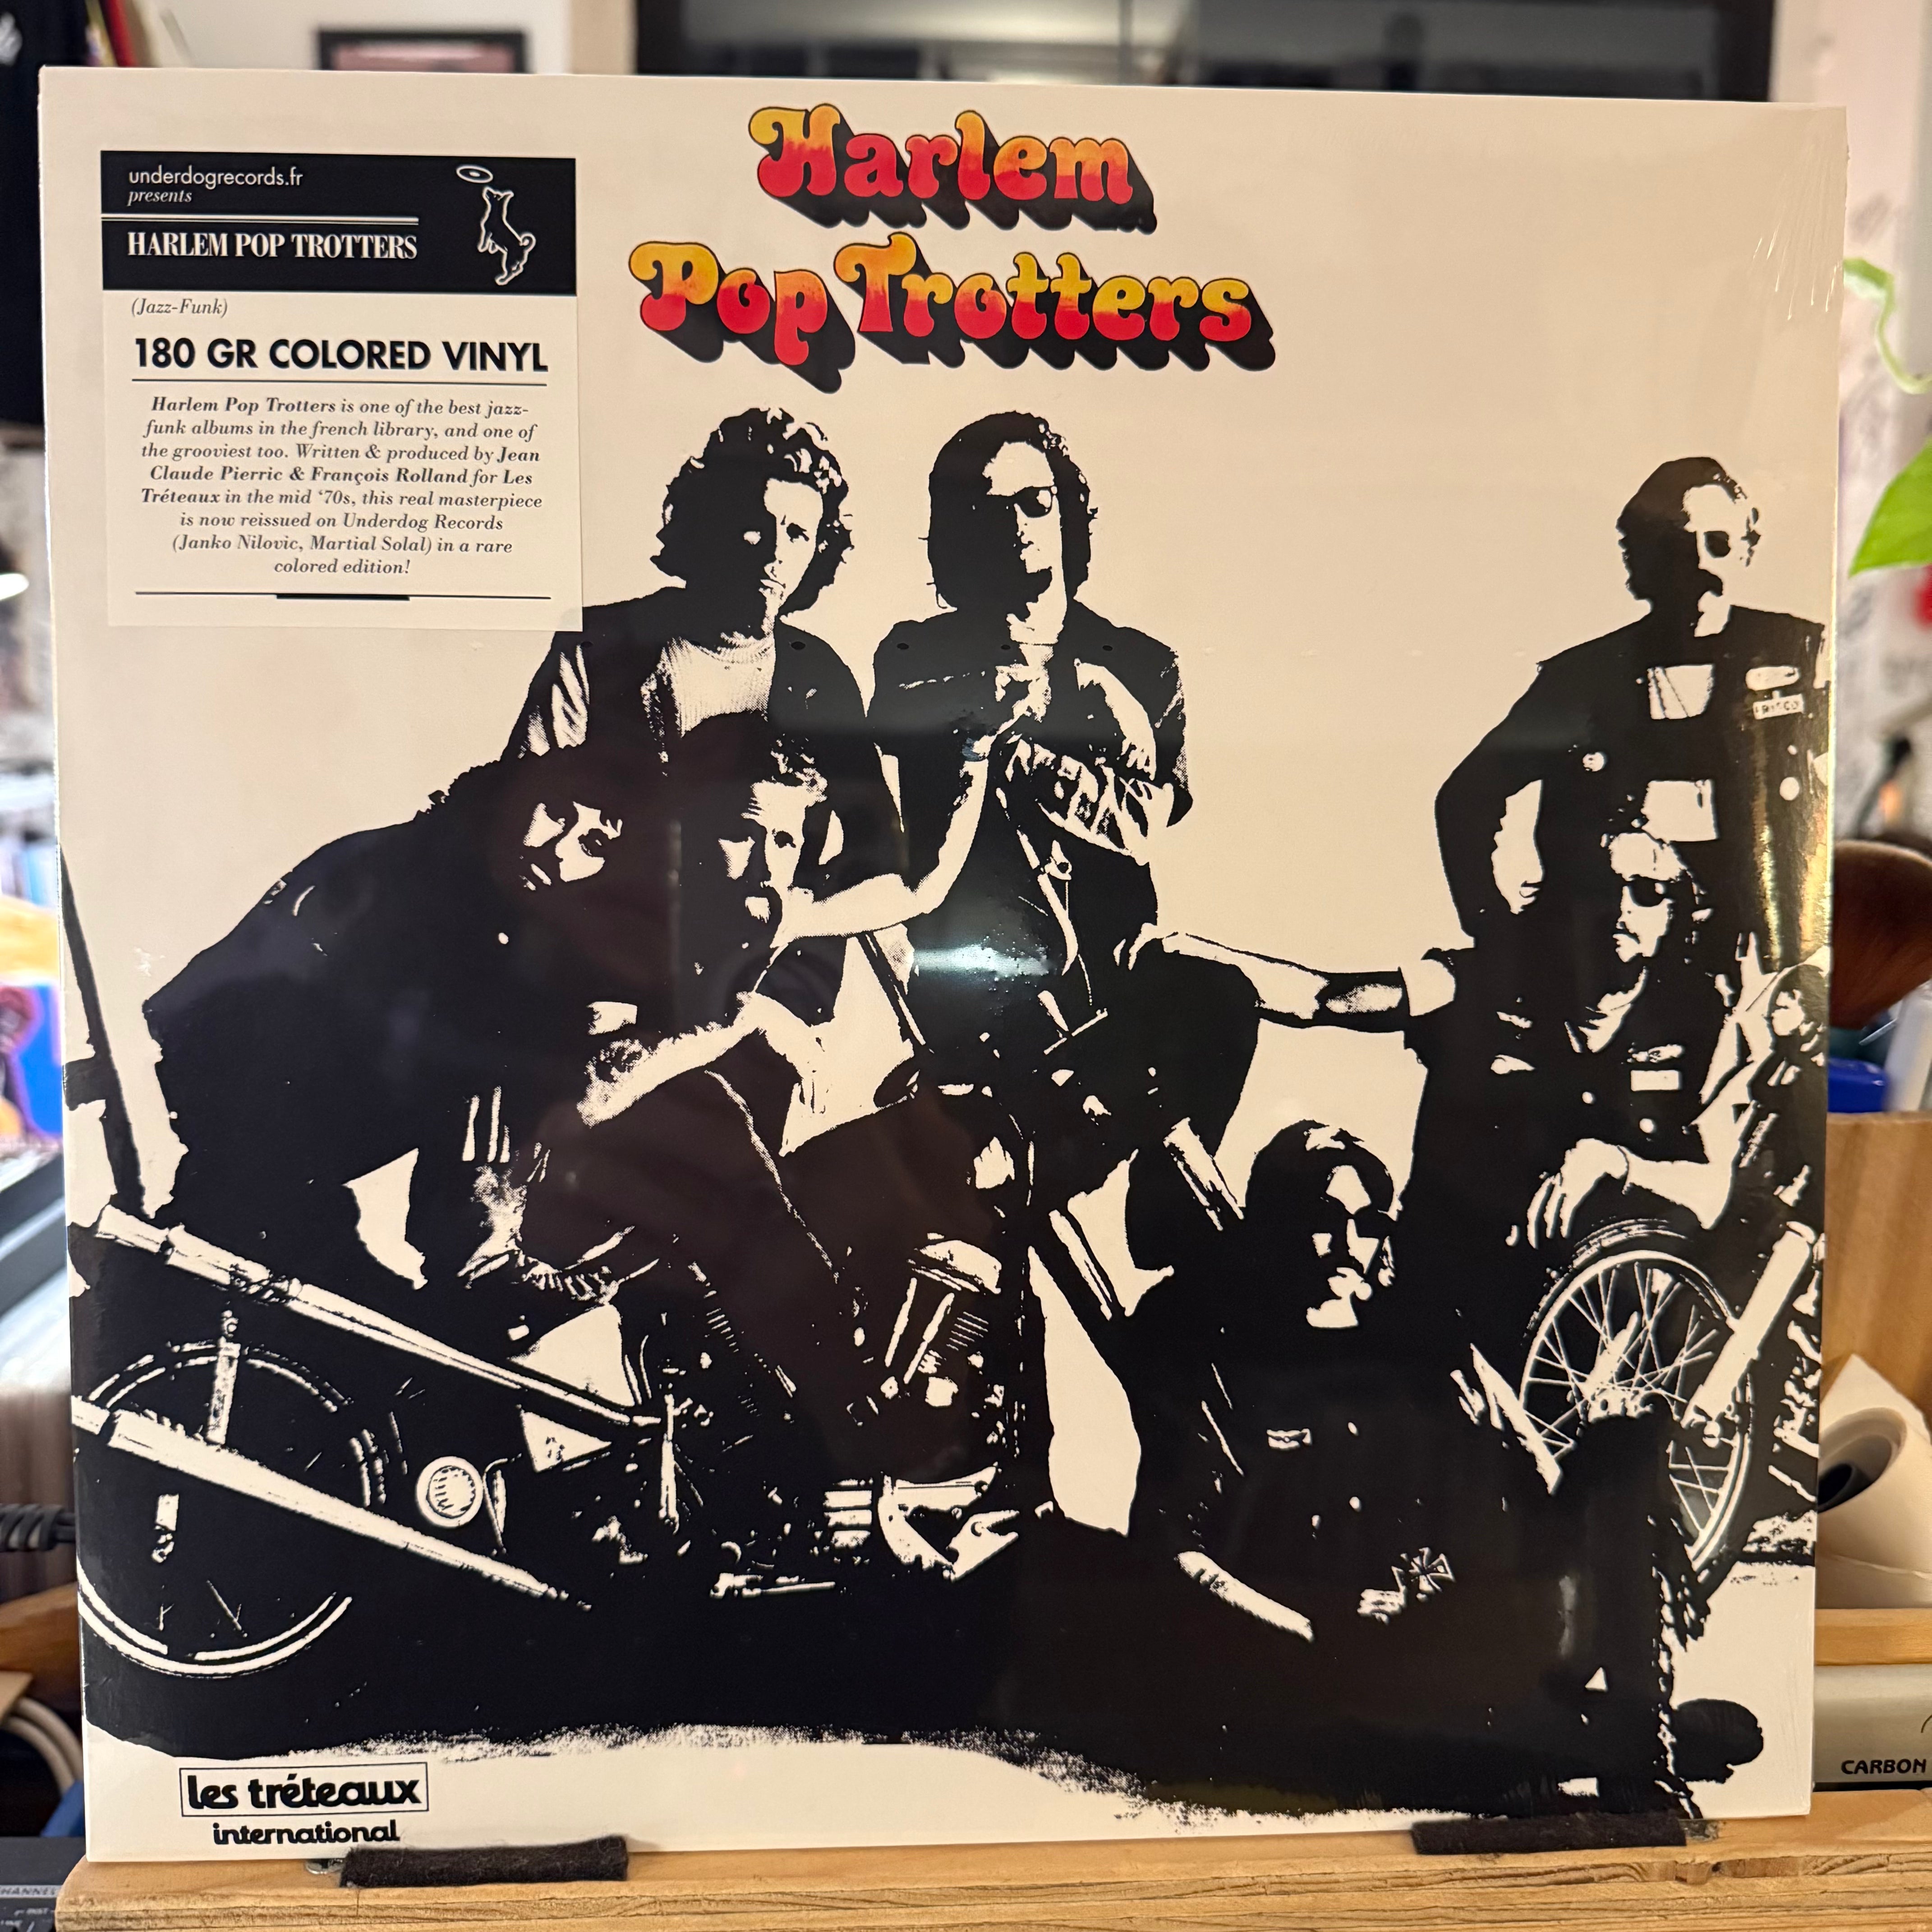 Harlem
Pop Trotters
underdogrecords.fr
presents
HARLEM POP TROTTERS
(Jazz-Funk)
180 GR COLORED VINYL
Harlem Pop Trotters is one of the best jazz-
funk albums in the french library, and one of
the grooviest too. Written & produced by Jean
Claude Pierric & François Rolland for Les
Tréteaux in the mid ‘70s, this real masterpiece
is now reissued on Underdog Records
(Janko Nilovic, Martial Solal) in a rare
colored edition!
les tréteaux
international
CARBON